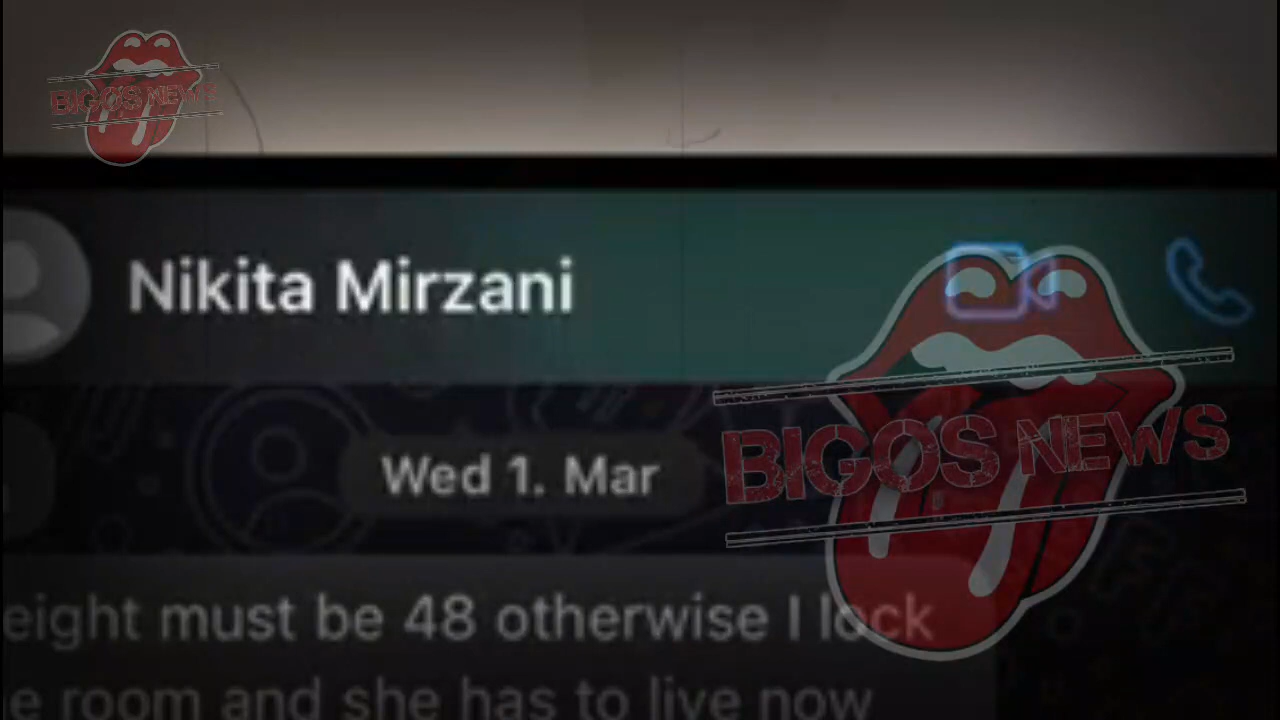 BIGOS NEWS
Nikita Mirzani
Wed 1. Mar
BIGOS NEWS
eight must be 48 otherwise I lock
e room and she has to live now